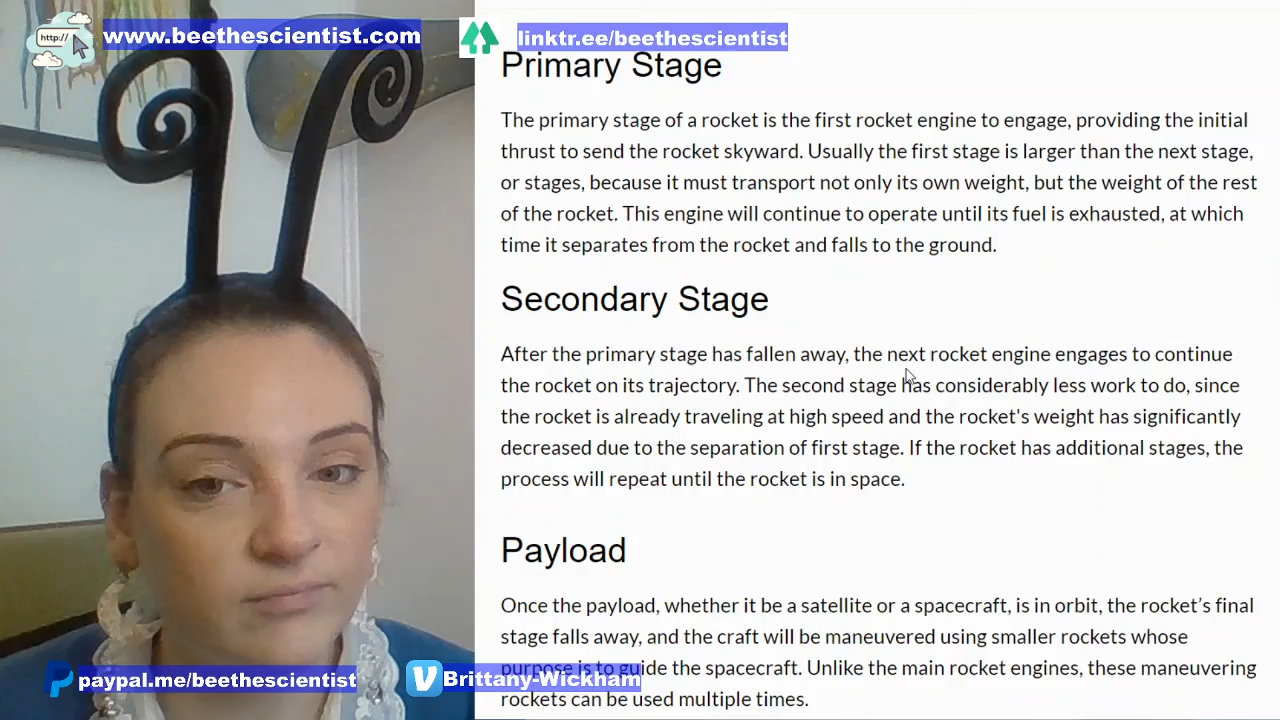 http://
www.beethescientist.com
linktr.ee/beethescientist
Primary Stage
The primary stage of a rocket is the first rocket engine to engage, providing the initial
thrust to send the rocket skyward. Usually the first stage is larger than the next stage,
or stages, because it must transport not only its own weight, but the weight of the rest
of the rocket. This engine will continue to operate until its fuel is exhausted, at which
time it separates from the rocket and falls to the ground.
Secondary Stage
After the primary stage has fallen away, the next rocket engine engages to continue
the rocket on its trajectory. The second stage has considerably less work to do, since
the rocket is already traveling at high speed and the rocket's weight has significantly
decreased due to the separation of first stage. If the rocket has additional stages, the
process will repeat until the rocket is in space.
Payload
Once the payload, whether it be a satellite or a spacecraft, is in orbit, the rocket’s final
stage falls away, and the craft will be maneuvered using smaller rockets whose
purpose is to guide the spacecraft. Unlike the main rocket engines, these maneuvering
rockets can be used multiple times.
paypal.me/beethescientist
Brittany-Wickham